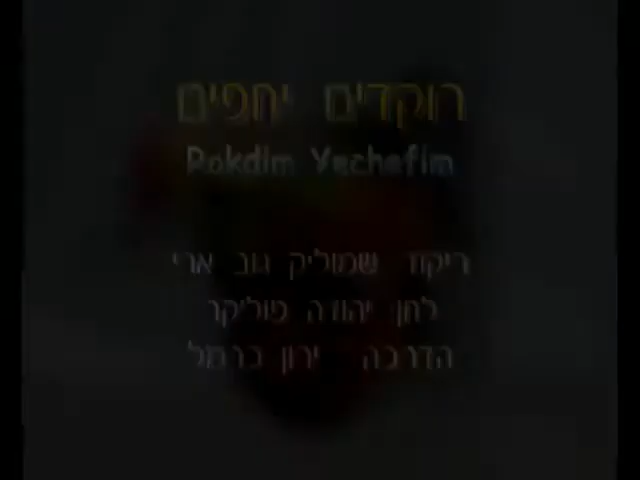 רוקדים יחפים
Rokdim Yechefim
ריקוד שמוליק גוב ארי
לחן יהודה פוליקר
הדרכה ירון כרמל